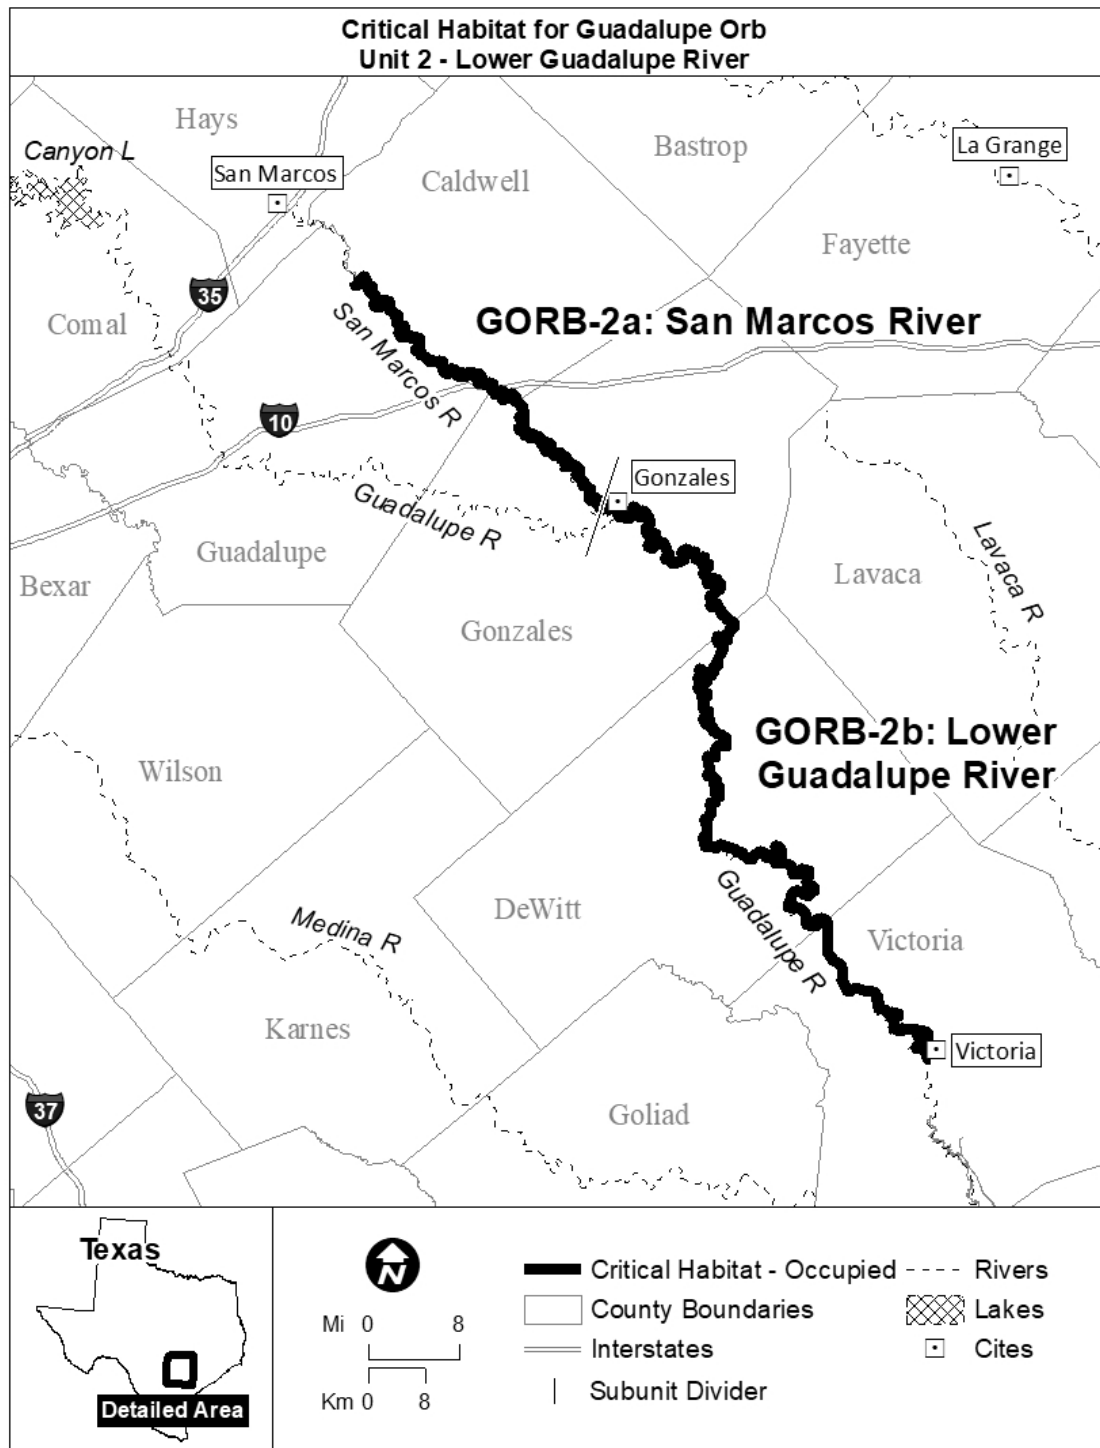 Critical Habitat for Guadalupe Orb
Unit 2 - Lower Guadalupe River
Hays
Canyon L
San Marcos
Caldwell
Bastrop
La Grange
Fayette
35
Comal
San Marcos R
GORB-2a: San Marcos River
10
Gonzales
Guadalupe R
Guadalupe
Bexar
Lavaca
Lavaca R
Gonzales
GORB-2b: Lower
Guadalupe River
Wilson
Medina R
DeWitt
Guadalupe R
Victoria
Karnes
Victoria
37
Goliad
Texas
Detailed Area
N
Mi 0 8
Km 0 8
Critical Habitat - Occupied
County Boundaries
Interstates
Subunit Divider
Rivers
Lakes
Cites